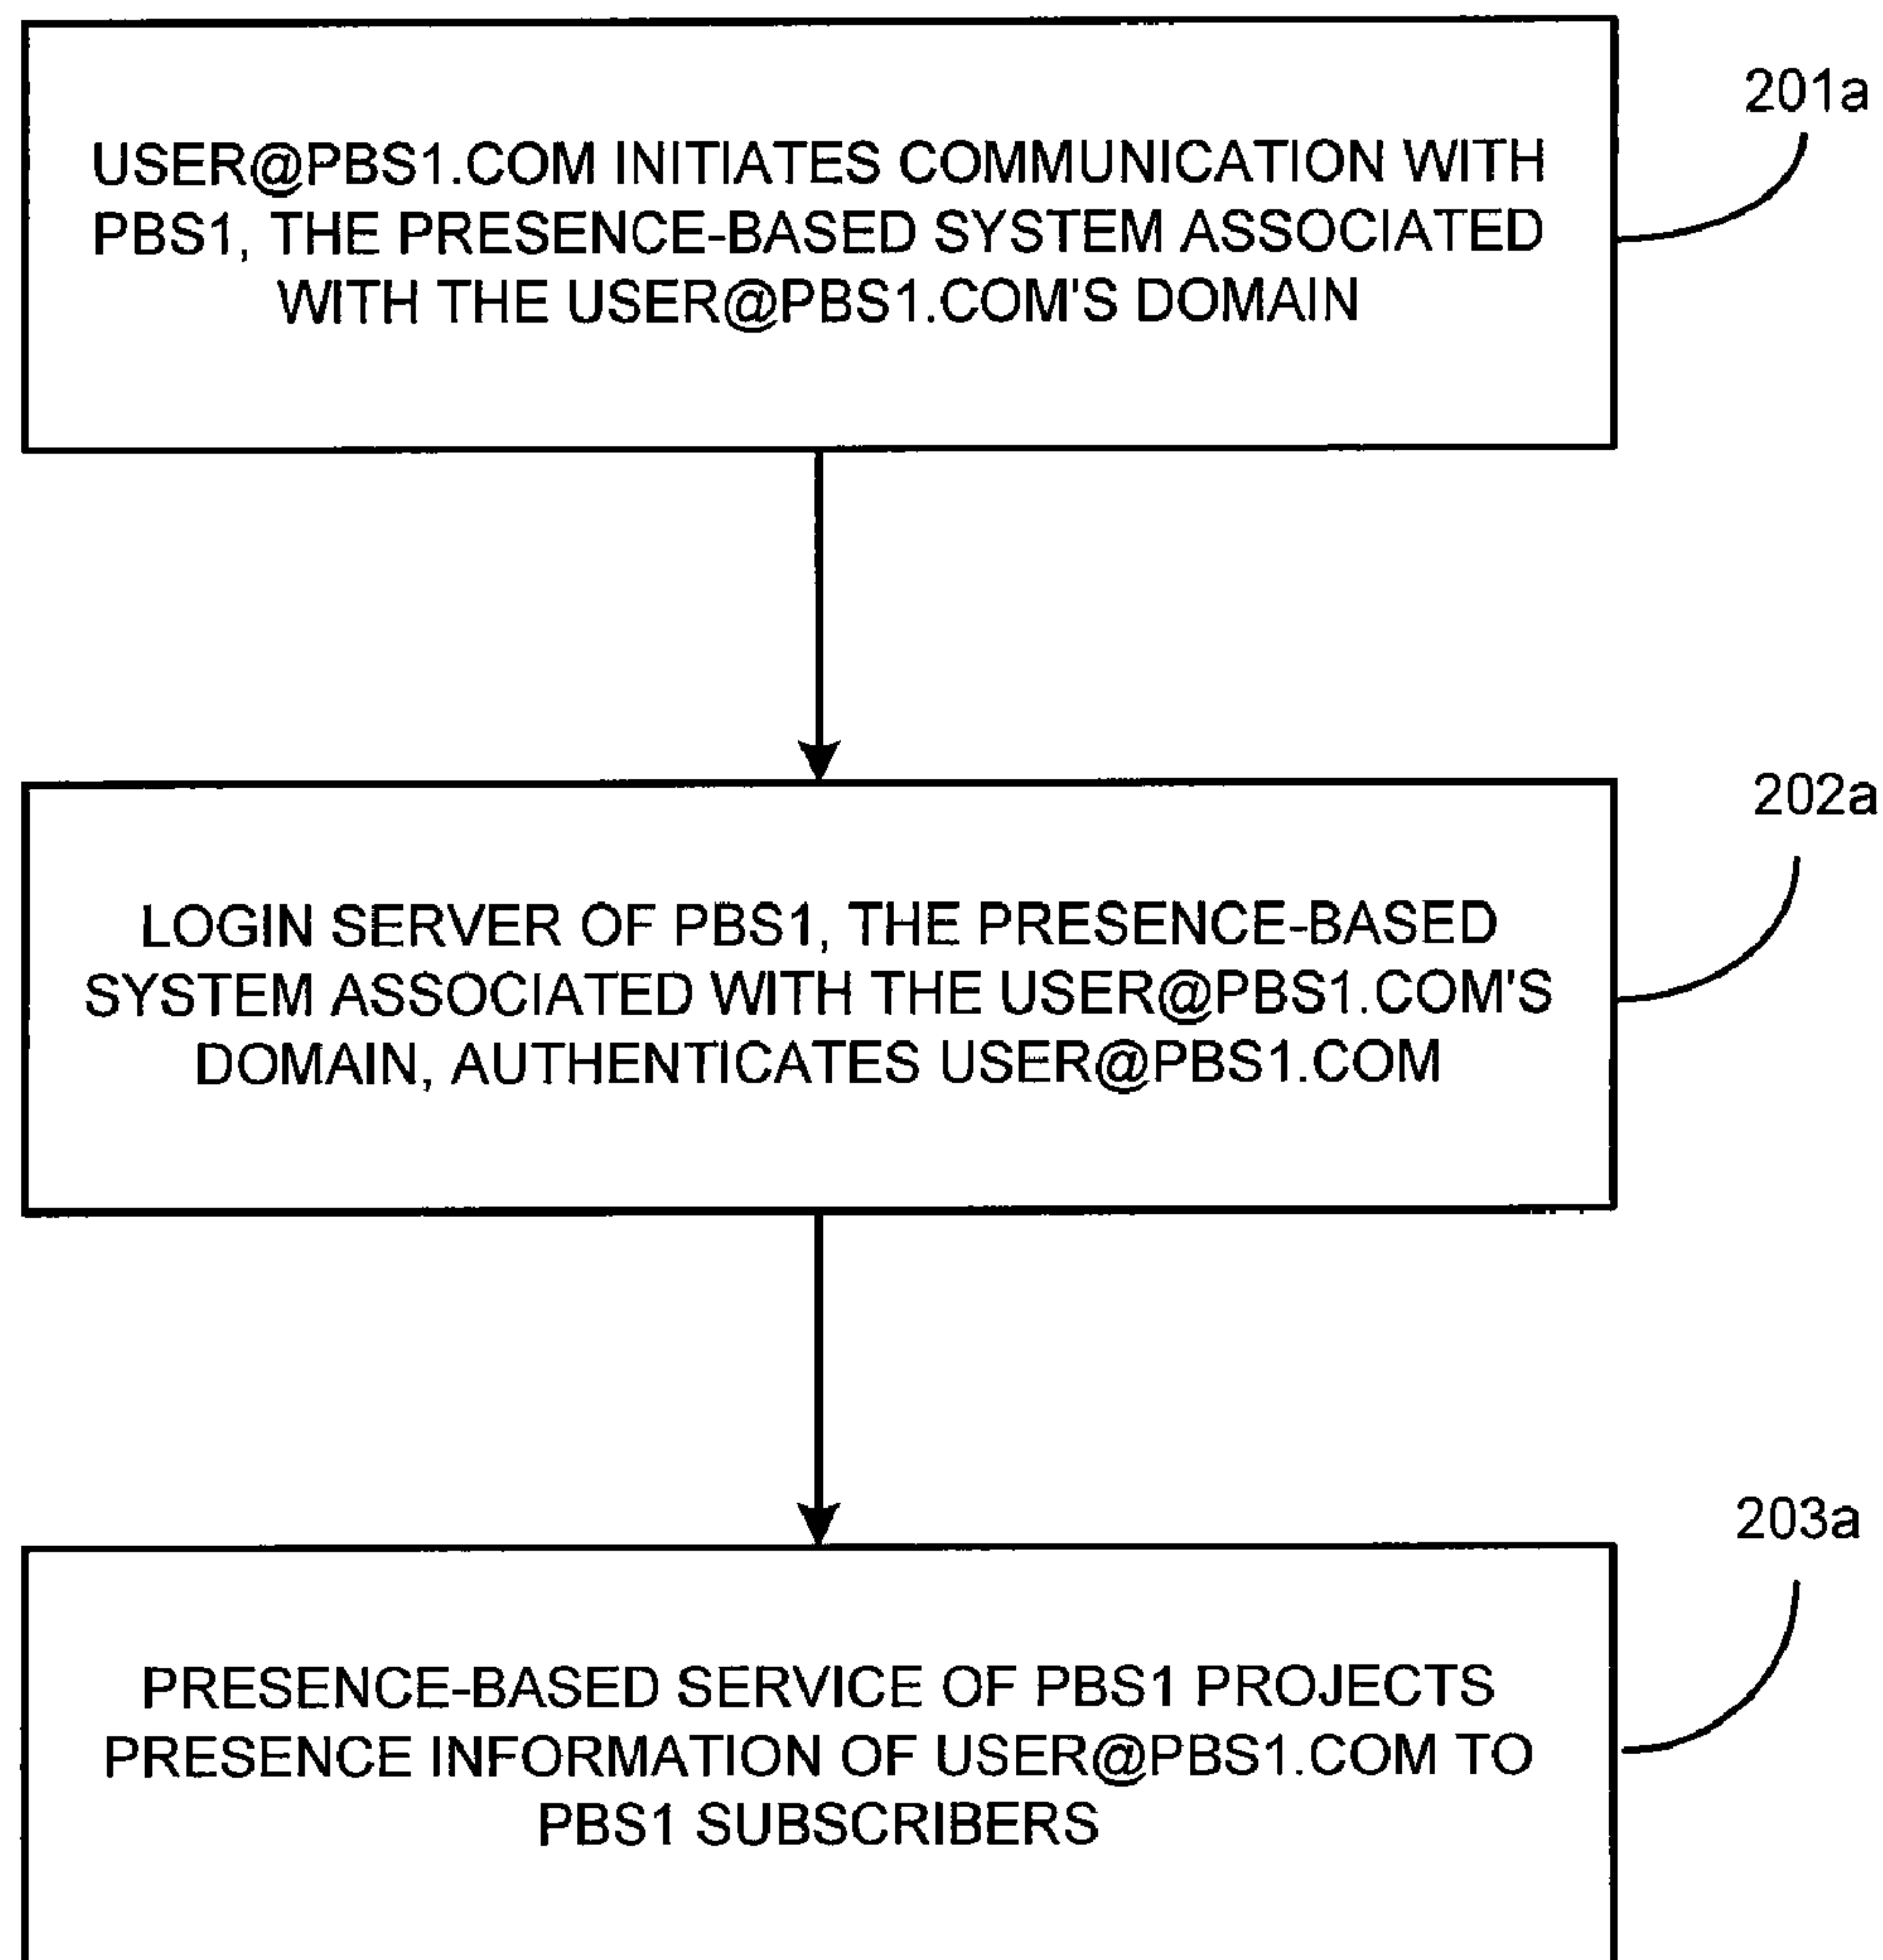 201a
USER@PBS1.COM INITIATES COMMUNICATION WITH
PBS1, THE PRESENCE-BASED SYSTEM ASSOCIATED
WITH THE USER@PBS1.COM'S DOMAIN
202a
LOGIN SERVER OF PBS1, THE PRESENCE-BASED
SYSTEM ASSOCIATED WITH THE USER@PBS1.COM'S
DOMAIN, AUTHENTICATES USER@PBS1.COM
203a
PRESENCE-BASED SERVICE OF PBS1 PROJECTS
PRESENCE INFORMATION OF USER@PBS1.COM TO
PBS1 SUBSCRIBERS